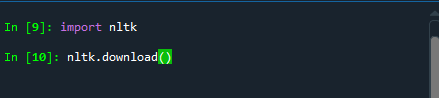 In [9]: import nltk
In [10]: nltk.download()